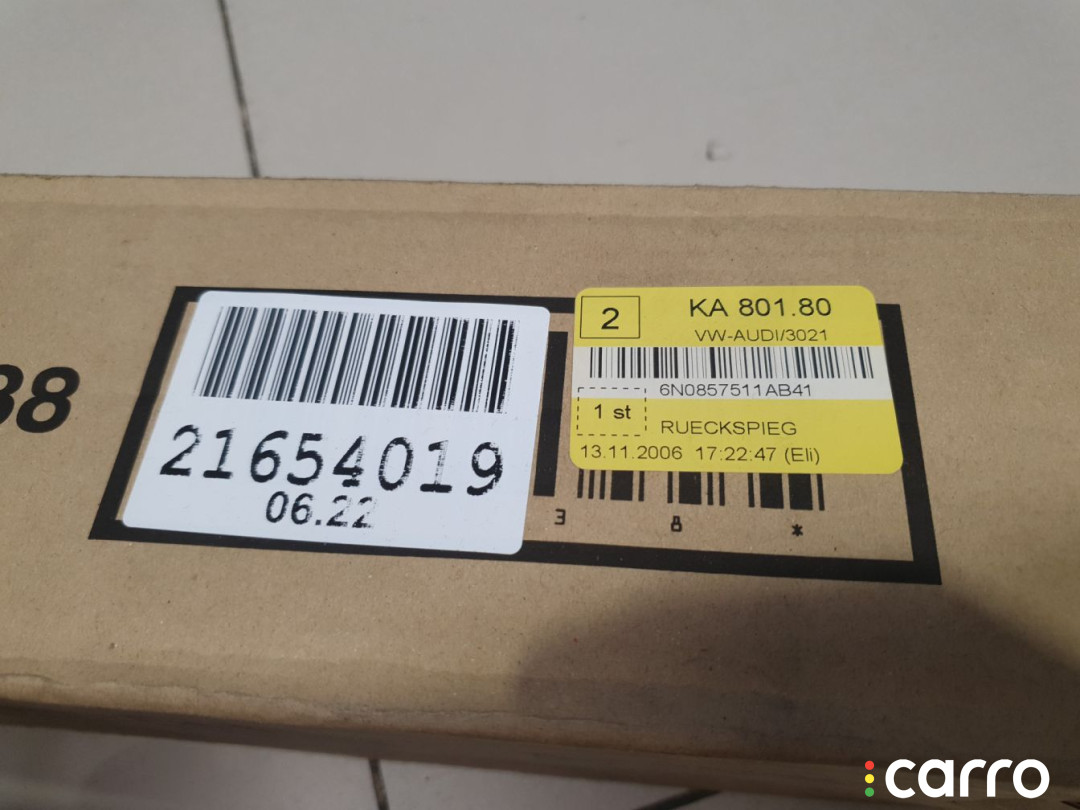 38
21654019
06.22
2
KA 801.80
VW-AUDI/3021
6N0857511AB41
1 st
RUECKSPIEG
13.11.2006 17:22:47 (Eli)
3 8 *
carro